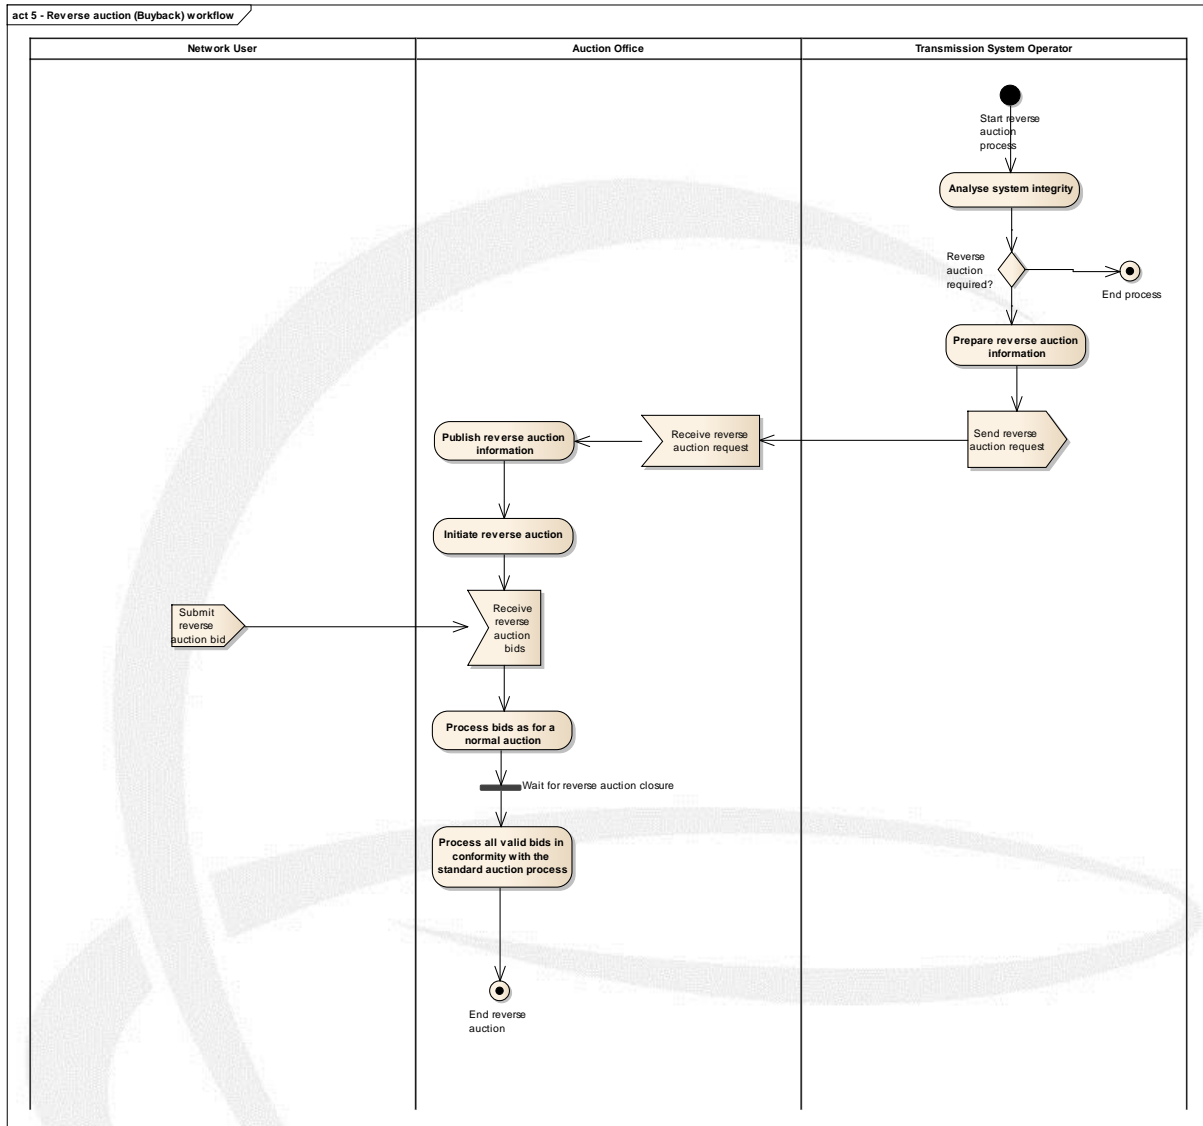 act 5 - Reverse auction (Buyback) workflow
Network User
Auction Office
Transmission System Operator
Start reverse
auction
process
Analyse system integrity
Reverse
auction
required?
End process
Prepare reverse auction
information
Send reverse
auction request
Receive reverse
auction request
Publish reverse auction
information
Initiate reverse auction
Submit
reverse
auction bid
Receive
reverse
auction
bids
Process bids as for a
normal auction
Wait for reverse auction closure
Process all valid bids in
conformity with the
standard auction process
End reverse
auction